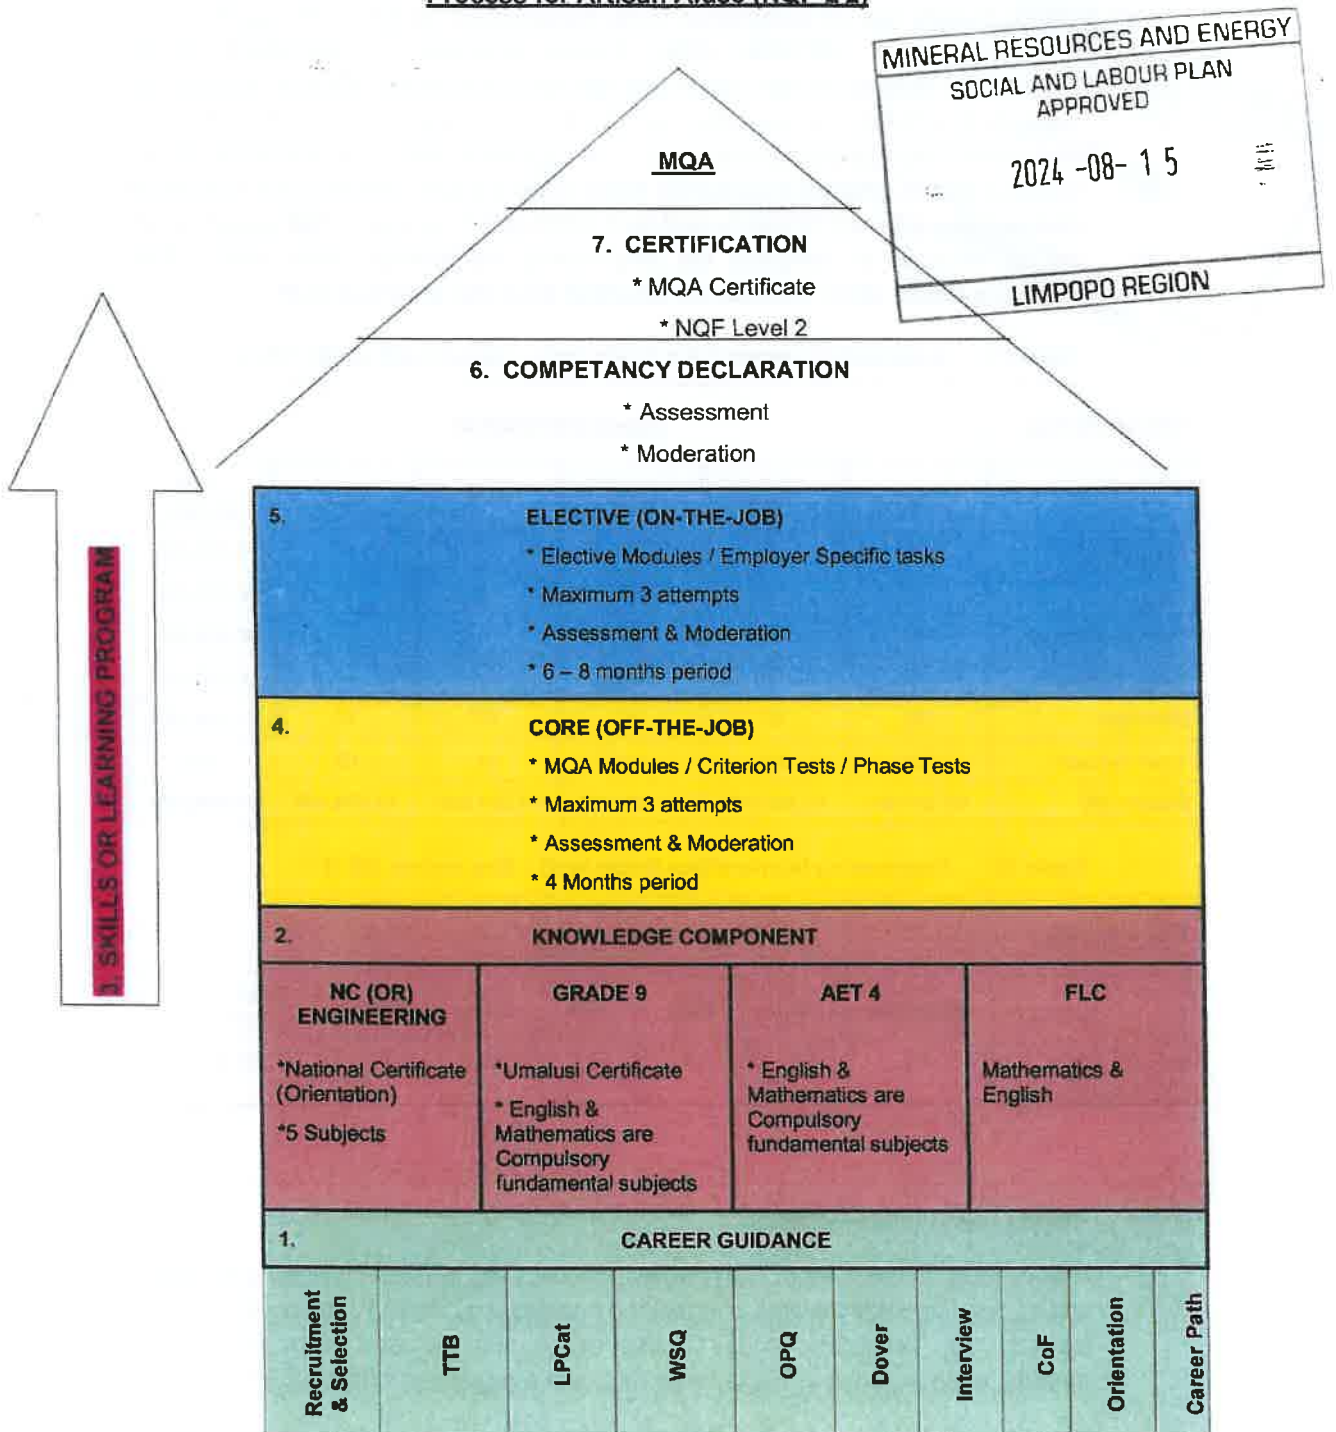 Process for Artisan Aides (NQF L2)
MINERAL RESOURCES AND ENERGY
SOCIAL AND LABOUR PLAN
APPROVED
2024 -08- 1 5
LIMPOPO REGION
MQA
7. CERTIFICATION
* MQA Certificate
* NQF Level 2
6. COMPETANCY DECLARATION
* Assessment
* Moderation
3. SKILLS OR LEARNING PROGRAM
5. ELECTIVE (ON-THE-JOB)
* Elective Modules / Employer Specific tasks
* Maximum 3 attempts
* Assessment & Moderation
* 6 – 8 months period
4. CORE (OFF-THE-JOB)
* MQA Modules / Criterion Tests / Phase Tests
* Maximum 3 attempts
* Assessment & Moderation
* 4 Months period
2. KNOWLEDGE COMPONENT
NC (OR)
ENGINEERING
*National Certificate
(Orientation)
*5 Subjects
GRADE 9
*Umalusi Certificate
* English &
Mathematics are
Compulsory
fundamental subjects
AET 4
* English &
Mathematics are
Compulsory
fundamental subjects
FLC
Mathematics &
English
1. CAREER GUIDANCE
Recruitment
& Selection
TTB
LPCat
WSQ
OPQ
Dover
Interview
CoF
Orientation
Career Path